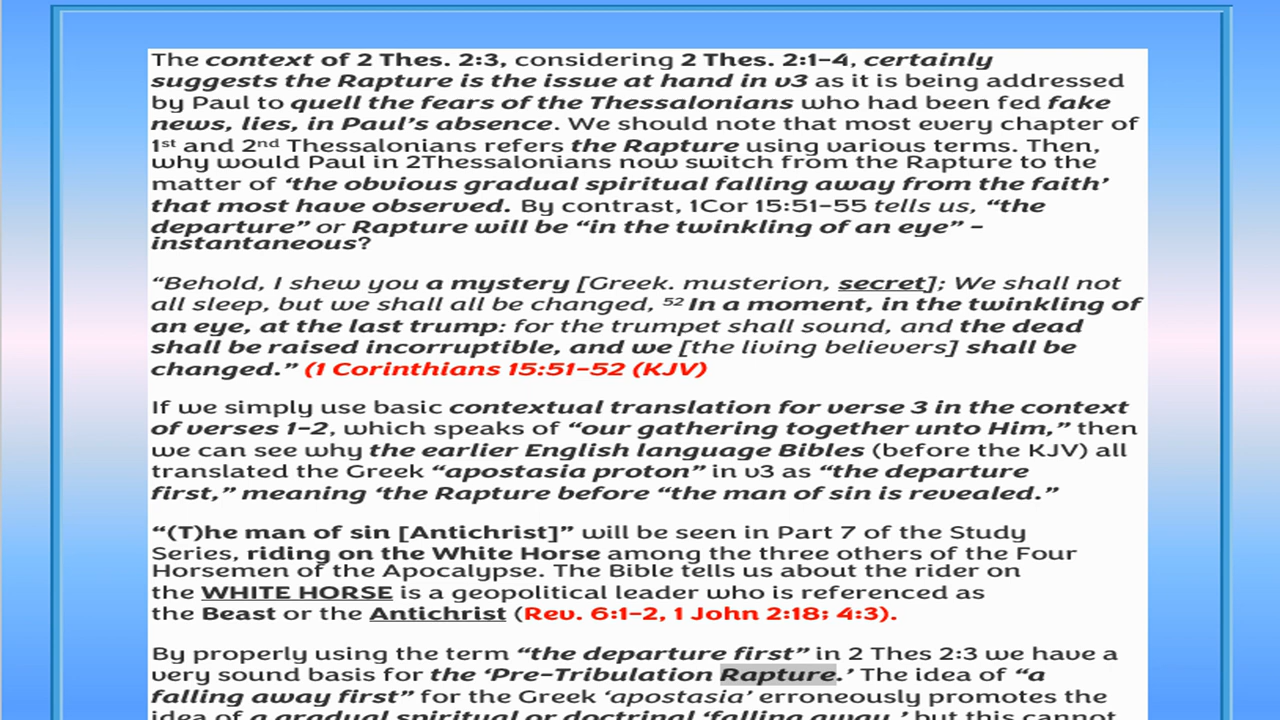 The context of 2 Thes. 2:3, considering 2 Thes. 2:1–4, certainly
suggests the Rapture is the issue at hand in v3 as it is being addressed
by Paul to quell the fears of the Thessalonians who had been fed fake
news, lies, in Paul's absence. We should note that most every chapter of
1st and 2nd Thessalonians refers the Rapture using various terms. Then,
why would Paul in 2Thessalonians now switch from the Rapture to the
matter of ‘the obvious gradual spiritual falling away from the faith’
that most have observed. By contrast, 1Cor 15:51–55 tells us, “the
departure” or Rapture will be “in the twinkling of an eye” –
instantaneous?
“Behold, I shew you a mystery [Greek. musterion, secret]; We shall not
all sleep, but we shall all be changed, 52 In a moment, in the twinkling of
an eye, at the last trump: for the trumpet shall sound, and the dead
shall be raised incorruptible, and we [the living believers] shall be
changed.” (1 Corinthians 15:51–52 (KJV)
If we simply use basic contextual translation for verse 3 in the context
of verses 1–2, which speaks of “our gathering together unto Him,” then
we can see why the earlier English language Bibles (before the KJV) all
translated the Greek “apostasia proton” in v3 as “the departure
first,” meaning ‘the Rapture before “the man of sin is revealed.”
“(T)he man of sin [Antichrist]” will be seen in Part 7 of the Study
Series, riding on the White Horse among the three others of the Four
Horsemen of the Apocalypse. The Bible tells us about the rider on
the WHITE HORSE is a geopolitical leader who is referenced as
the Beast or the Antichrist (Rev. 6:1–2, 1 John 2:18; 4:3).
By properly using the term “the departure first” in 2 Thes 2:3 we have a
very sound basis for the ‘Pre-Tribulation Rapture.’ The idea of “a
falling away first” for the Greek ‘apostasia’ erroneously promotes the
idea of a gradual spiritual or doctrinal ‘falling away,’ but this cannot